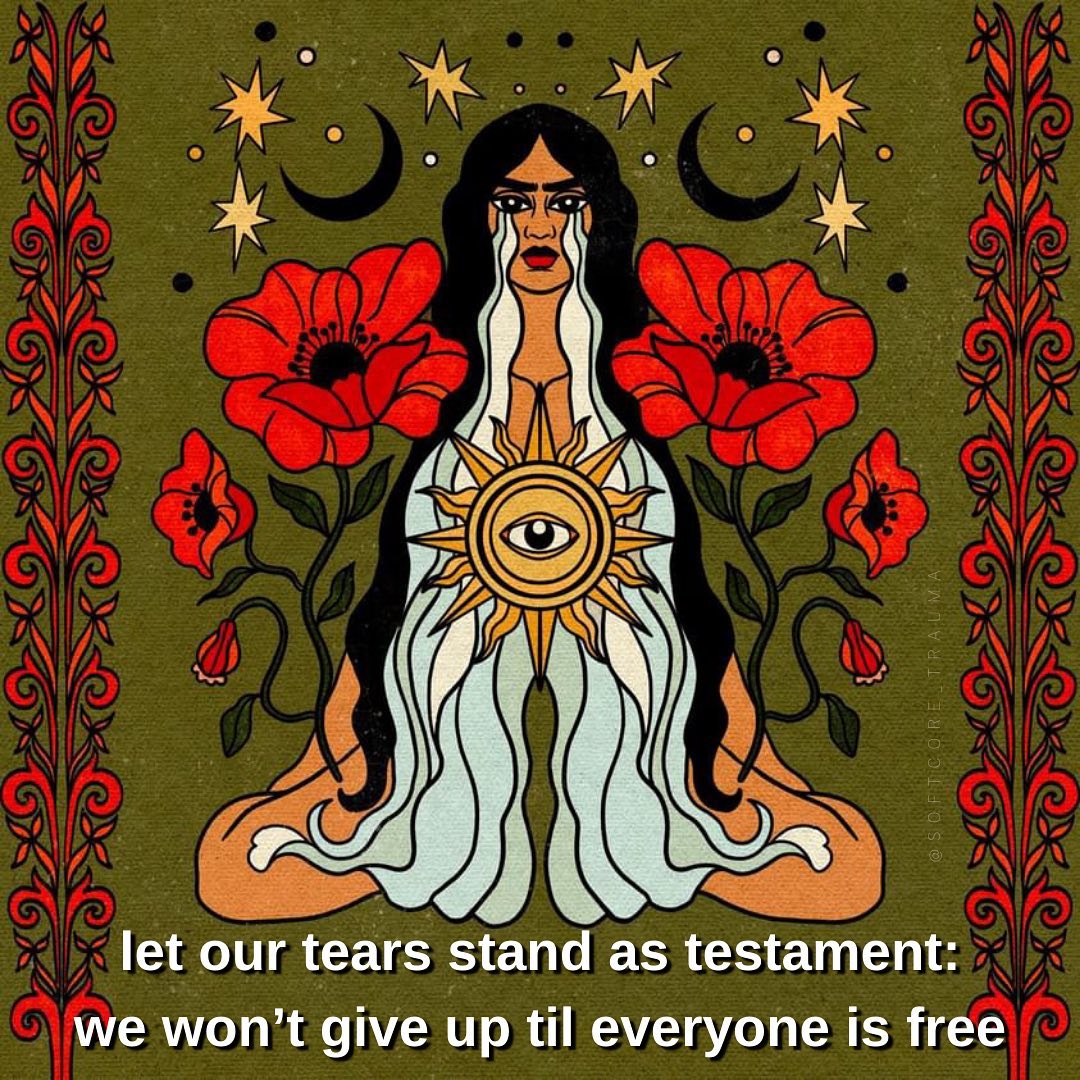 @SOFTCORE_TRAUMA
let our tears stand as testament:
we won’t give up til everyone is free